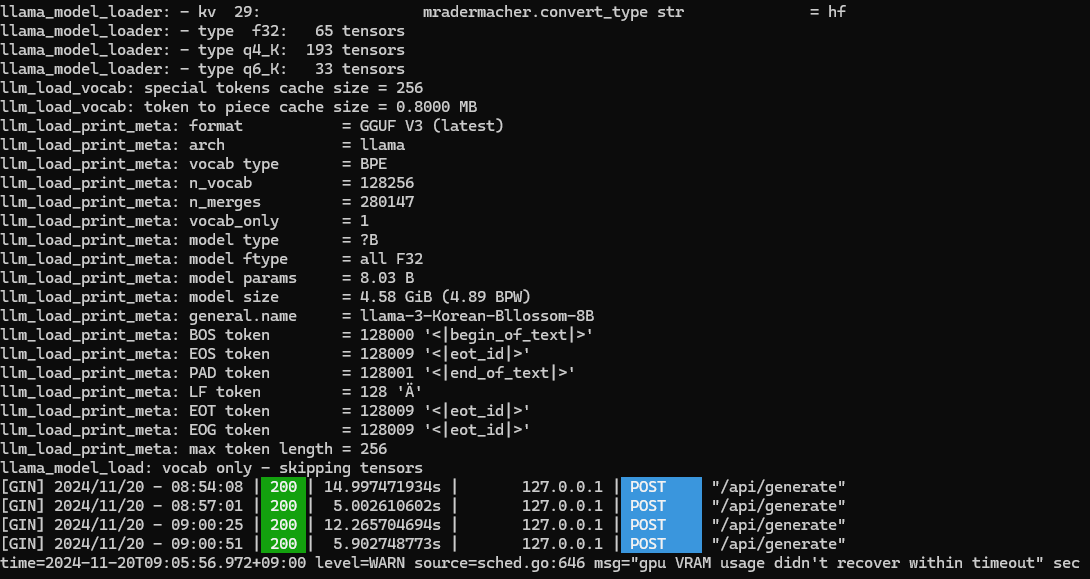 llama_model_loader: - kv  29:                 mradermacher.convert_type str              = hf
llama_model_loader: - type  f32:   65 tensors
llama_model_loader: - type q4_K:  193 tensors
llama_model_loader: - type q6_K:   33 tensors
llm_load_vocab: special tokens cache size = 256
llm_load_vocab: token to piece cache size = 0.8000 MB
llm_load_print_meta: format           = GGUF V3 (latest)
llm_load_print_meta: arch             = llama
llm_load_print_meta: vocab type       = BPE
llm_load_print_meta: n_vocab          = 128256
llm_load_print_meta: n_merges         = 280147
llm_load_print_meta: vocab_only       = 1
llm_load_print_meta: model type       = ?B
llm_load_print_meta: model ftype      = all F32
llm_load_print_meta: model params     = 8.03 B
llm_load_print_meta: model size       = 4.58 GiB (4.89 BPW)
llm_load_print_meta: general.name     = llama-3-Korean-Bllossom-8B
llm_load_print_meta: BOS token        = 128000 '<|begin_of_text|>'
llm_load_print_meta: EOS token        = 128009 '<|eot_id|>'
llm_load_print_meta: PAD token        = 128001 '<|end_of_text|>'
llm_load_print_meta: LF token         = 128 'Ä'
llm_load_print_meta: EOT token        = 128009 '<|eot_id|>'
llm_load_print_meta: EOG token        = 128009 '<|eot_id|>'
llm_load_print_meta: max token length = 256
llama_model_load: vocab only - skipping tensors
[GIN] 2024/11/20 - 08:54:08 | 200 | 14.997471934s |       127.0.0.1 | POST     "/api/generate"
[GIN] 2024/11/20 - 08:57:01 | 200 |  5.002610602s |       127.0.0.1 | POST     "/api/generate"
[GIN] 2024/11/20 - 09:00:25 | 200 | 12.265704694s |       127.0.0.1 | POST     "/api/generate"
[GIN] 2024/11/20 - 09:00:51 | 200 |  5.902748773s |       127.0.0.1 | POST     "/api/generate"
time=2024-11-20T09:05:56.972+09:00 level=WARN source=sched.go:646 msg="gpu VRAM usage didn't recover within timeout" sec